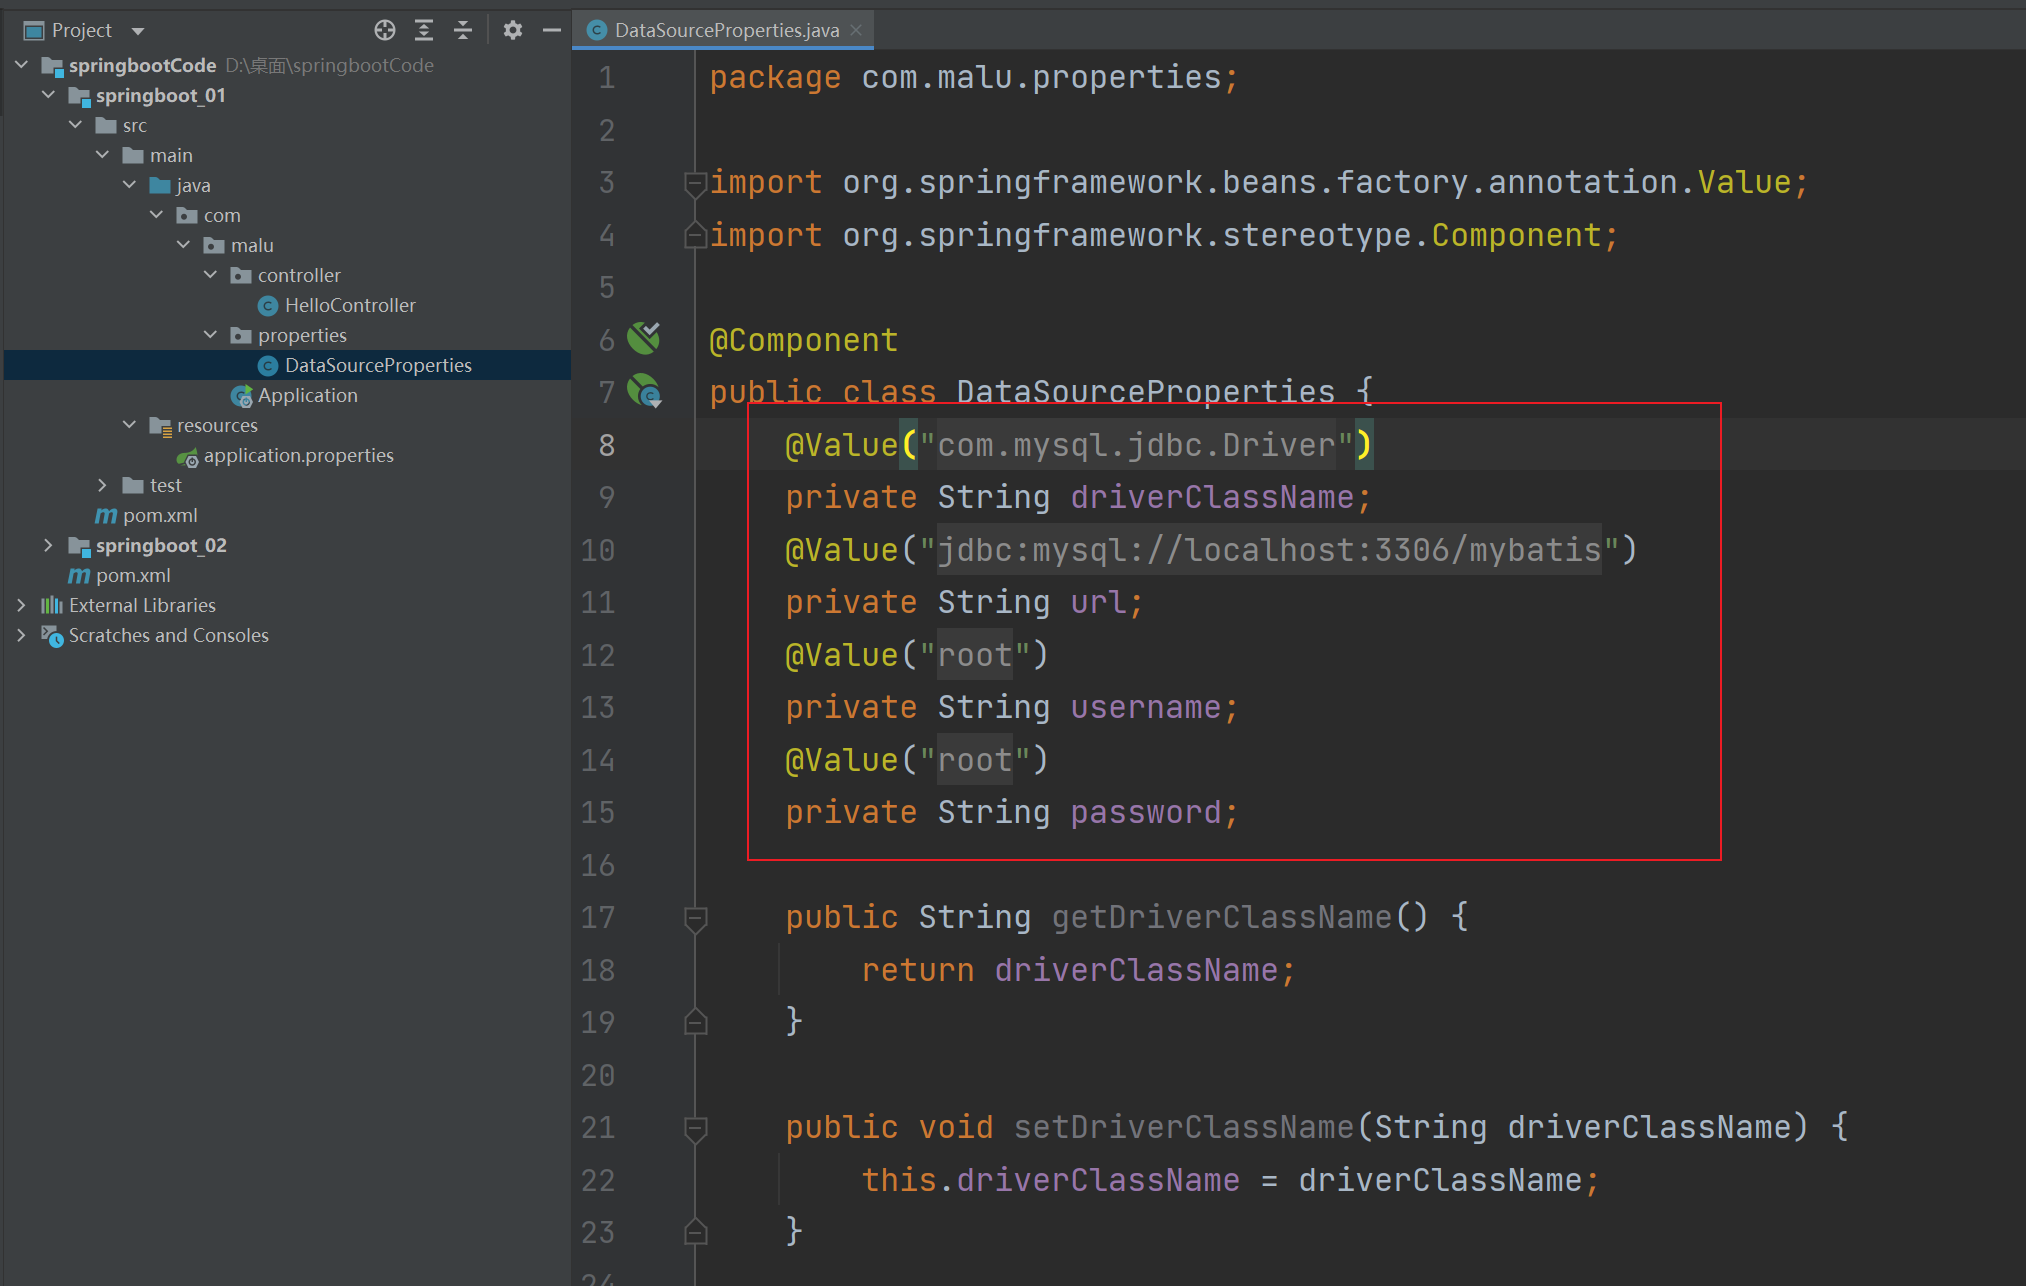 Project
springbootCode D:\桌面\springbootCode
springboot_01
src
main
java
com
malu
controller
HelloController
properties
DataSourceProperties
Application
resources
application.properties
test
pom.xml
springboot_02
pom.xml
External Libraries
Scratches and Consoles
DataSourceProperties.java
1 package com.malu.properties;
2
3 import org.springframework.beans.factory.annotation.Value;
4 import org.springframework.stereotype.Component;
5
6 @Component
7 public class DataSourceProperties {
8 @Value("com.mysql.jdbc.Driver")
9 private String driverClassName;
10 @Value("jdbc:mysql://localhost:3306/mybatis")
11 private String url;
12 @Value("root")
13 private String username;
14 @Value("root")
15 private String password;
16
17 public String getDriverClassName() {
18 return driverClassName;
19 }
20
21 public void setDriverClassName(String driverClassName) {
22 this.driverClassName = driverClassName;
23 }
24